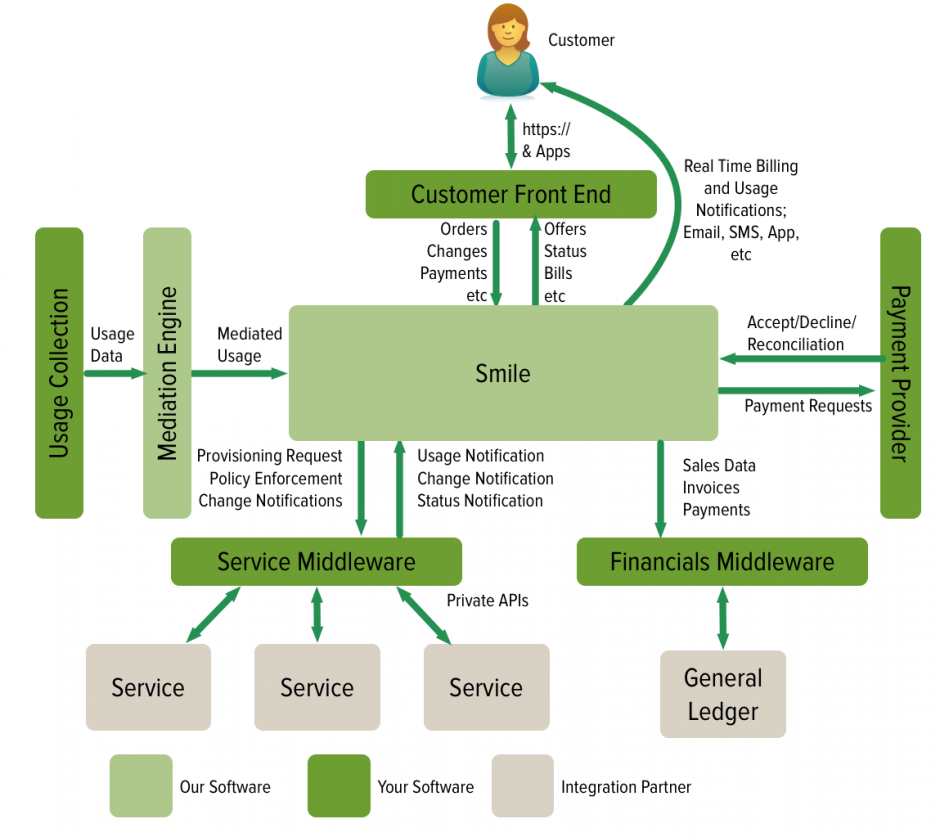 Customer
https://
& Apps
Real Time Billing
and Usage
Notifications;
Email, SMS, App,
etc
Customer Front End
Orders
Changes
Payments
etc
Offers
Status
Bills
etc
Usage Collection
Usage
Data
Mediation Engine
Mediated
Usage
Smile
Accept/Decline/
Reconciliation
Payment Requests
Payment Provider
Provisioning Request
Policy Enforcement
Change Notifications
Usage Notification
Change Notification
Status Notification
Sales Data
Invoices
Payments
Service Middleware
Financials Middleware
Private APIs
Service
Service
Service
General
Ledger
Our Software
Your Software
Integration Partner